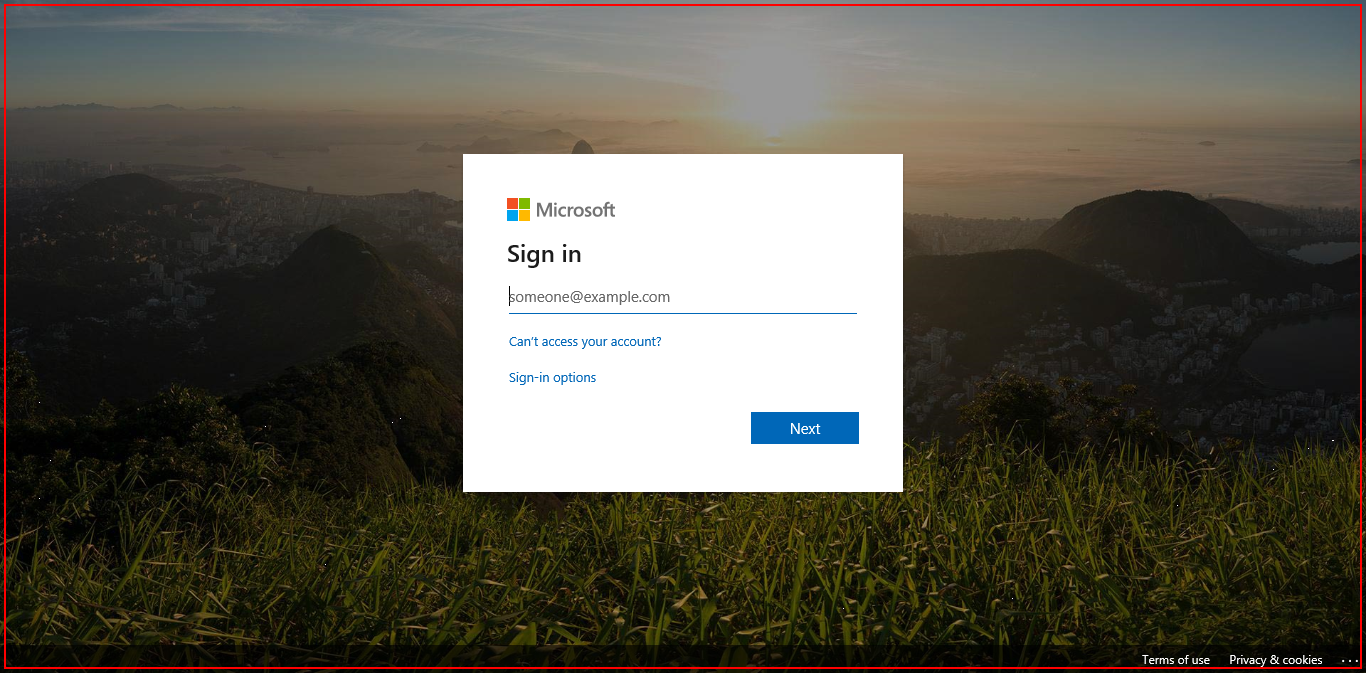 Microsoft
Sign in
someone@example.com
Can't access your account?
Sign-in options
Next
Terms of use Privacy & cookies ...